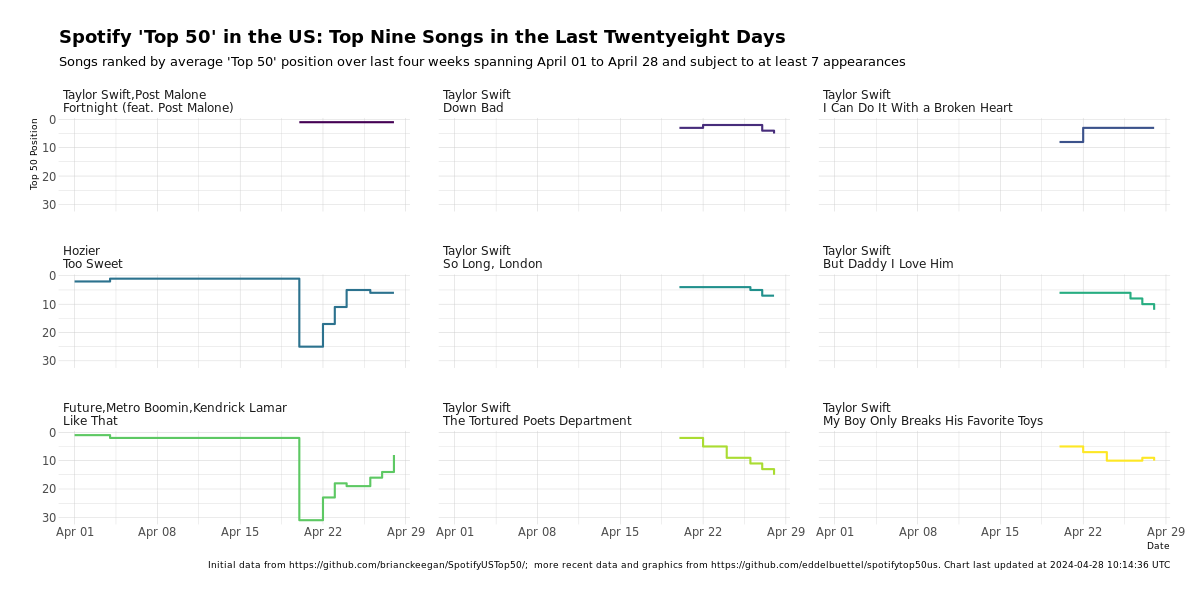 Spotify 'Top 50' in the US: Top Nine Songs in the Last Twentyeight Days
Songs ranked by average 'Top 50' position over last four weeks spanning April 01 to April 28 and subject to at least 7 appearances
Taylor Swift,Post Malone
Fortnight (feat. Post Malone)
Taylor Swift
Down Bad
Taylor Swift
I Can Do It With a Broken Heart
Top 50 Position
0
10
20
30
Hozier
Too Sweet
Taylor Swift
So Long, London
Taylor Swift
But Daddy I Love Him
0
10
20
30
Future,Metro Boomin,Kendrick Lamar
Like That
Taylor Swift
The Tortured Poets Department
Taylor Swift
My Boy Only Breaks His Favorite Toys
0
10
20
30
Apr 01 Apr 08 Apr 15 Apr 22 Apr 29 Apr 01 Apr 08 Apr 15 Apr 22 Apr 29 Apr 01 Apr 08 Apr 15 Apr 22 Apr 29
Date
Initial data from https://github.com/brianckeegan/SpotifyUSTop50/;  more recent data and graphics from https://github.com/eddelbuettel/spotifytop50us. Chart last updated at 2024-04-28 10:14:36 UTC